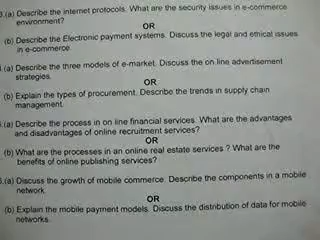 3.(a) Describe the internet protocols. What are the security issues in e-commerce
environment?
OR
(b) Describe the Electronic payment systems. Discuss the legal and ethical issues
in e-commerce.
(a) Describe the three models of e-market. Discuss the on line advertisement
strategies.
OR
(b) Explain the types of procurement. Describe the trends in supply chain
management.
(a) Describe the process in on line financial services. What are the advantages
and disadvantages of online recruitment services?
OR
(b) What are the processes in an online real estate services ? What are the
benefits of online publishing services?
(a) Discuss the growth of mobile commerce. Describe the components in a mobile
network.
OR
(b) Explain the mobile payment models. Discuss the distribution of data for mobile
networks.